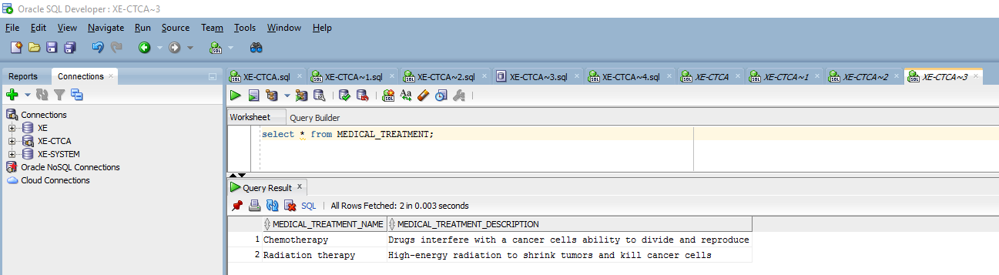 Oracle SQL Developer : XE-CTCA~3
File Edit View Navigate Run Source Team Tools Window Help
Reports Connections
XE-CTCA.sql XE-CTCA~1.sql XE-CTCA~2.sql XE-CTCA~3.sql XE-CTCA~4.sql XE-CTCA XE-CTCA~1 XE-CTCA~2 XE-CTCA~3
Connections
XE
XE-CTCA
XE-SYSTEM
Oracle NoSQL Connections
Cloud Connections
Worksheet Query Builder
select * from MEDICAL_TREATMENT;
Query Result
SQL All Rows Fetched: 2 in 0.003 seconds
MEDICAL_TREATMENT_NAME MEDICAL_TREATMENT_DESCRIPTION
1 Chemotherapy Drugs interfere with a cancer cells ability to divide and reproduce
2 Radiation therapy High-energy radiation to shrink tumors and kill cancer cells